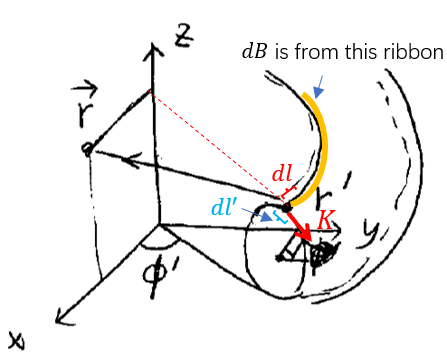 z
dB is from this ribbon
r
dl
r'
dl'
K
y
ϕ'
x